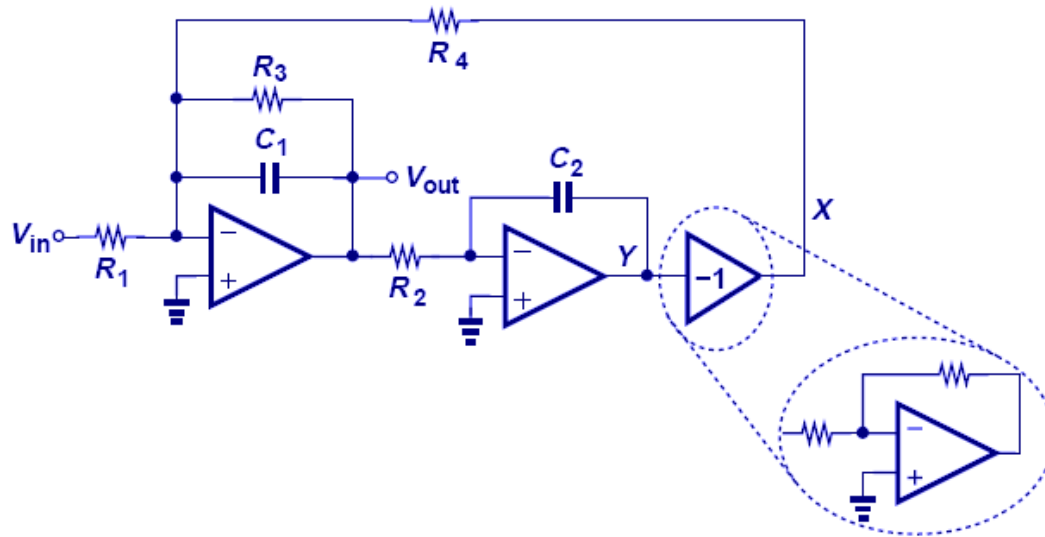 R4
R3
C1
Vout
C2
Vin
R1
−
+
R2
−
+
Y
−1
X
−
+